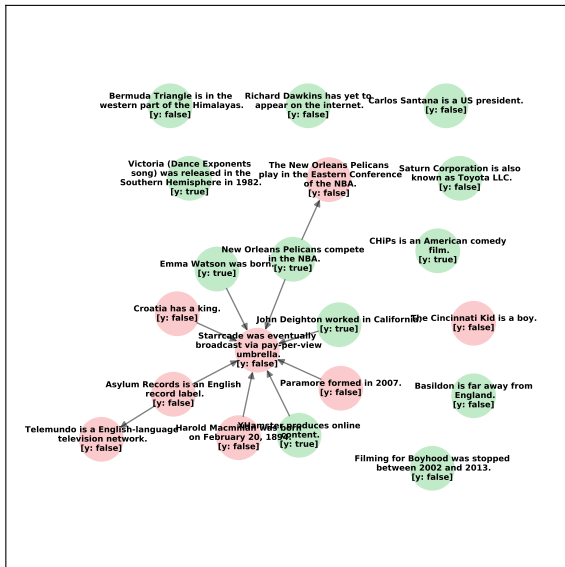 Bermuda Triangle is in the
western part of the Himalayas.
[y: false]
Richard Dawkins has yet to
appear on the internet.
[y: false]
Carlos Santana is a US president.
[y: false]
Victoria (Dance Exponents
song) was released in the
Southern Hemisphere in 1982.
[y: true]
The New Orleans Pelicans
play in the Eastern Conference
of the NBA.
[y: false]
Saturn Corporation is also
known as Toyota LLC.
[y: false]
New Orleans Pelicans compete
in the NBA.
[y: true]
CHiPs is an American comedy
film.
[y: true]
Emma Watson was born.
[y: true]
Croatia has a king.
[y: false]
John Deighton worked in California.
[y: true]
The Cincinnati Kid is a boy.
[y: false]
Starrcade was eventually
broadcast via pay-per-view
umbrella.
[y: false]
Asylum Records is an English
record label.
[y: false]
Paramore formed in 2007.
[y: false]
Basildon is far away from
England.
[y: false]
Telemundo is a English-language
television network.
[y: false]
Harold Macmillan was born
on February 20, 1894.
[y: false]
XHamster produces online
content.
[y: true]
Filming for Boyhood was stopped
between 2002 and 2013.
[y: false]